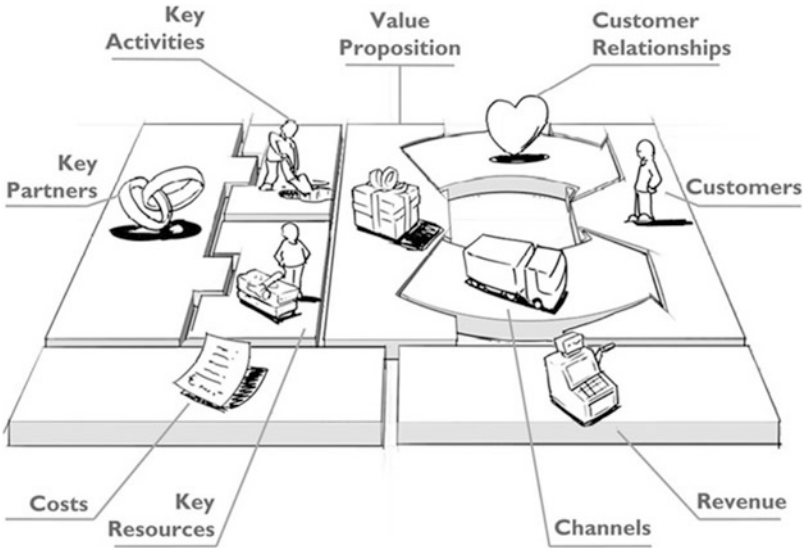 Key
Activities
Value
Proposition
Customer
Relationships
Key
Partners
Customers
Costs
Key
Resources
Channels
Revenue